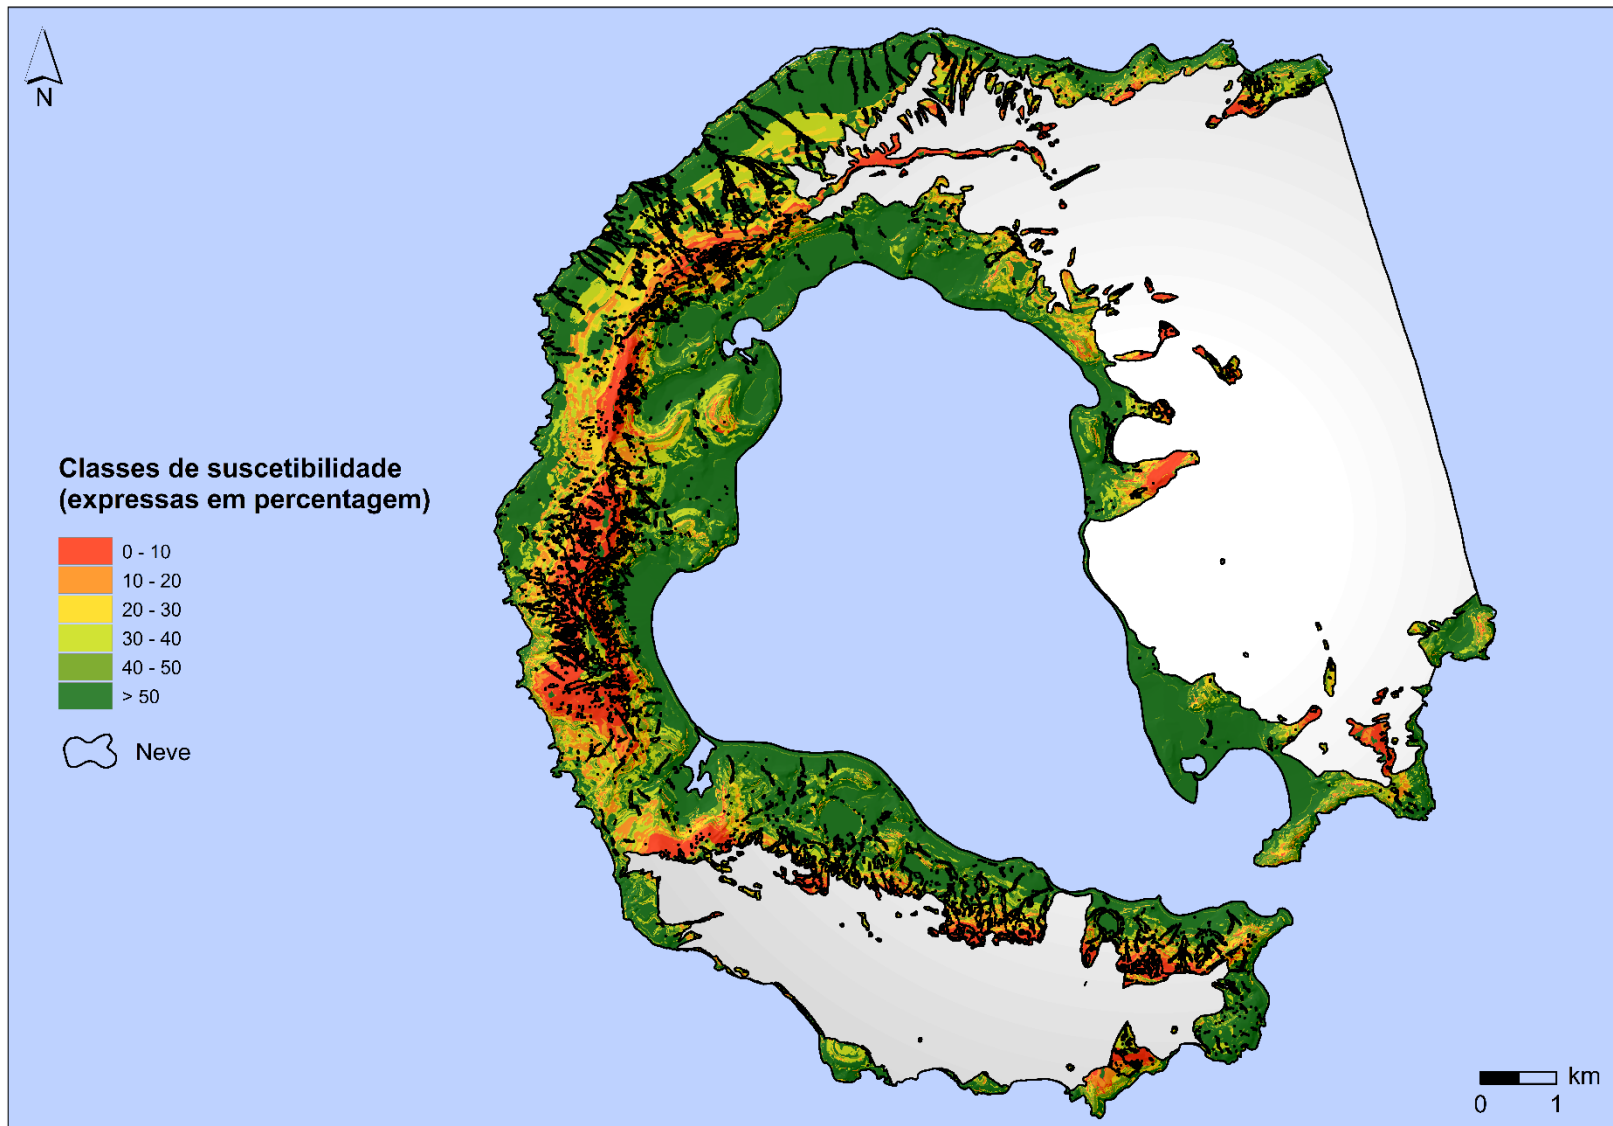 N
Classes de suscetibilidade
(expressas em percentagem)
0 - 10
10 - 20
20 - 30
30 - 40
40 - 50
> 50
Neve
km
0 1